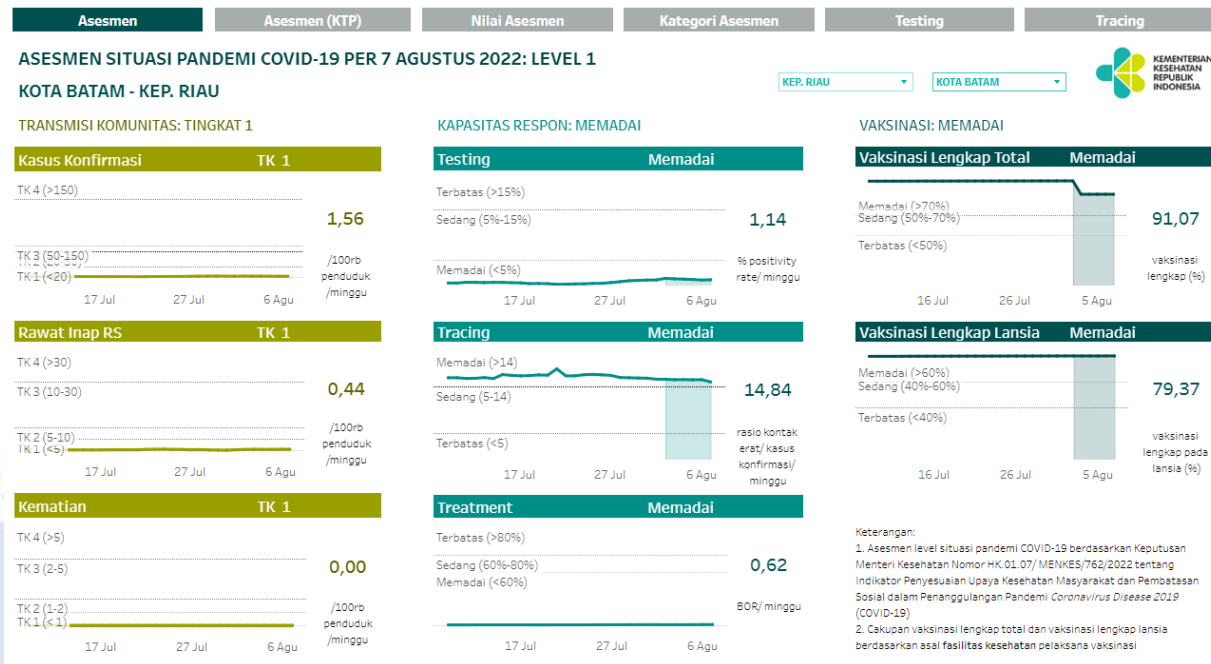 Asesmen
Asesmen (KTP)
Nilai Asesmen
Kategori Asesmen
Testing
Tracing
ASESMEN SITUASI PANDEMI COVID-19 PER 7 AGUSTUS 2022: LEVEL 1
KOTA BATAM - KEP. RIAU
KEP. RIAU
KOTA BATAM
KEMENTERIAN
KESEHATAN
REPUBLIK
INDONESIA
TRANSMISI KOMUNITAS: TINGKAT 1
Kasus Konfirmasi TK 1
TK 4 (>150)
TK 3 (50-150)
TK 1 (<20)
1,56
/100rb
penduduk
/minggu
17 Jul 27 Jul 6 Agu
Rawat Inap RS TK 1
TK 4 (>30)
TK 3 (10-30)
TK 2 (5-10)
TK 1 (<5)
0,44
/100rb
penduduk
/minggu
17 Jul 27 Jul 6 Agu
Kematian TK 1
TK 4 (>5)
TK 3 (2-5)
TK 2 (1-2)
TK 1 (< 1)
0,00
/100rb
penduduk
/minggu
17 Jul 27 Jul 6 Agu
KAPASITAS RESPON: MEMADAI
Testing Memadai
Terbatas (>15%)
Sedang (5%-15%)
Memadai (<5%)
1,14
% positivity
rate/ minggu
17 Jul 27 Jul 6 Agu
Tracing Memadai
Memadai (>14)
Sedang (5-14)
Terbatas (<5)
14,84
rasio kontak
erat/ kasus
konfirmasi/
minggu
17 Jul 27 Jul 6 Agu
Treatment Memadai
Terbatas (>80%)
Sedang (60%-80%)
Memadai (<60%)
0,62
BOR/ minggu
17 Jul 27 Jul 6 Agu
VAKSINASI: MEMADAI
Vaksinasi Lengkap Total Memadai
Memadai (>70%)
Sedang (50%-70%)
Terbatas (<50%)
91,07
vaksinasi
lengkap (%)
16 Jul 26 Jul 5 Agu
Vaksinasi Lengkap Lansia Memadai
Memadai (>60%)
Sedang (40%-60%)
Terbatas (<40%)
79,37
vaksinasi
lengkap pada
lansia (%)
16 Jul 26 Jul 5 Agu
Keterangan:
1. Asesmen level situasi pandemi COVID-19 berdasarkan Keputusan
Menteri Kesehatan Nomor HK.01.07/ MENKES/762/2022 tentang
Indikator Penyesuaian Upaya Kesehatan Masyarakat dan Pembatasan
Sosial dalam Penanggulangan Pandemi Coronavirus Disease 2019
(COVID-19)
2. Cakupan vaksinasi lengkap total dan vaksinasi lengkap lansia
berdasarkan asal fasilitas kesehatan pelaksana vaksinasi